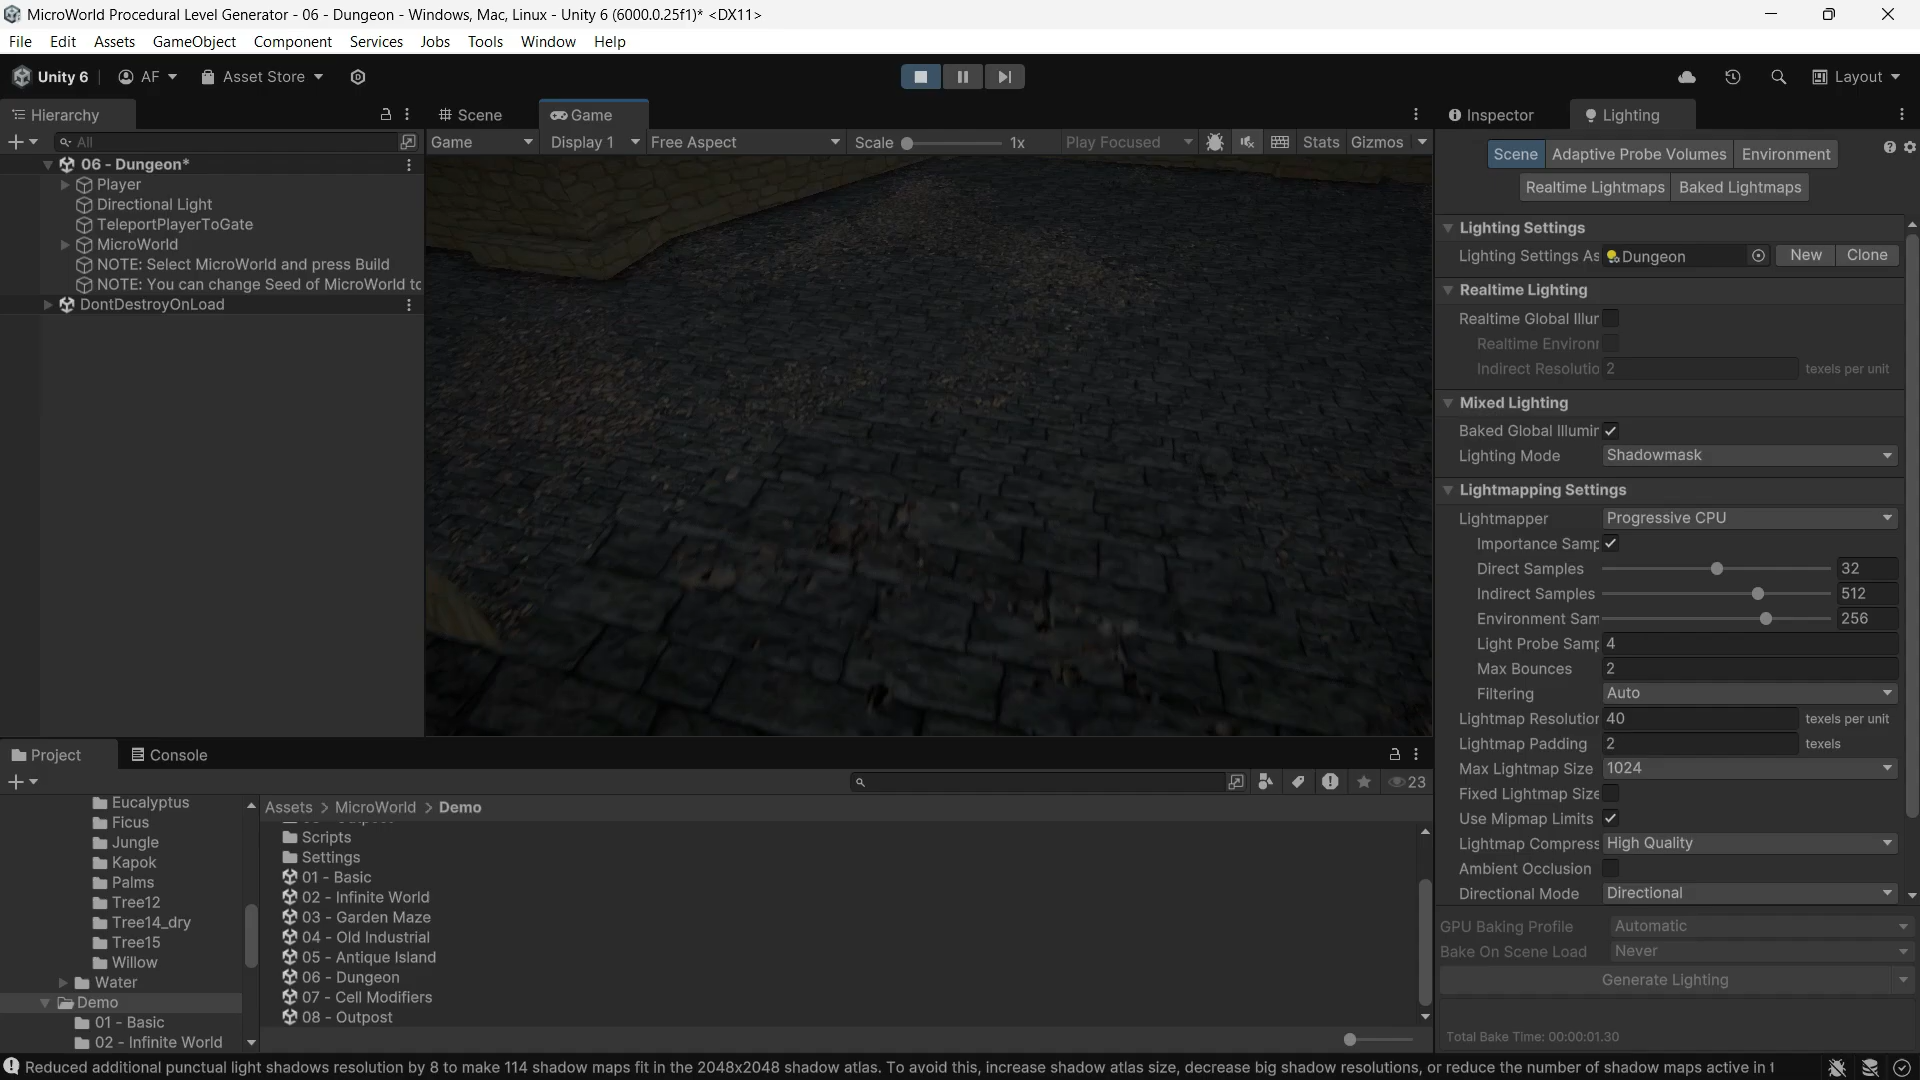 MicroWorld Procedural Level Generator - 06 - Dungeon - Windows, Mac, Linux - Unity 6 (6000.0.25f1)* <DX11>
File Edit Assets GameObject Component Services Jobs Tools Window Help
Unity 6 AF Asset Store Layout
Hierarchy
All
06 - Dungeon*
Player
Directional Light
TeleportPlayerToGate
MicroWorld
NOTE: Select MicroWorld and press Build
NOTE: You can change Seed of MicroWorld to
DontDestroyOnLoad
Scene Game
Game Display 1 Free Aspect Scale 1x Play Focused Stats Gizmos
Inspector Lighting
Scene Adaptive Probe Volumes Environment
Realtime Lightmaps Baked Lightmaps
Lighting Settings
Lighting Settings As Dungeon New Clone
Realtime Lighting
Realtime Global Illur
Realtime Environr
Indirect Resolutio 2 texels per unit
Mixed Lighting
Baked Global Illumir
Lighting Mode Shadowmask
Lightmapping Settings
Lightmapper Progressive CPU
Importance Samp
Direct Samples 32
Indirect Samples 512
Environment Sam 256
Light Probe Samp 4
Max Bounces 2
Filtering Auto
Lightmap Resolutior 40 texels per unit
Lightmap Padding 2 texels
Max Lightmap Size 1024
Fixed Lightmap Size
Use Mipmap Limits
Lightmap Compress High Quality
Ambient Occlusion
Directional Mode Directional
GPU Baking Profile Automatic
Bake On Scene Load Never
Generate Lighting
Total Bake Time: 00:00:01.30
Project Console
23
Eucalyptus
Ficus
Jungle
Kapok
Palms
Tree12
Tree14_dry
Tree15
Willow
Water
Demo
01 - Basic
02 - Infinite World
Assets > MicroWorld > Demo
Scripts
Settings
01 - Basic
02 - Infinite World
03 - Garden Maze
04 - Old Industrial
05 - Antique Island
06 - Dungeon
07 - Cell Modifiers
08 - Outpost
Reduced additional punctual light shadows resolution by 8 to make 114 shadow maps fit in the 2048x2048 shadow atlas. To avoid this, increase shadow atlas size, decrease big shadow resolutions, or reduce the number of shadow maps active in t